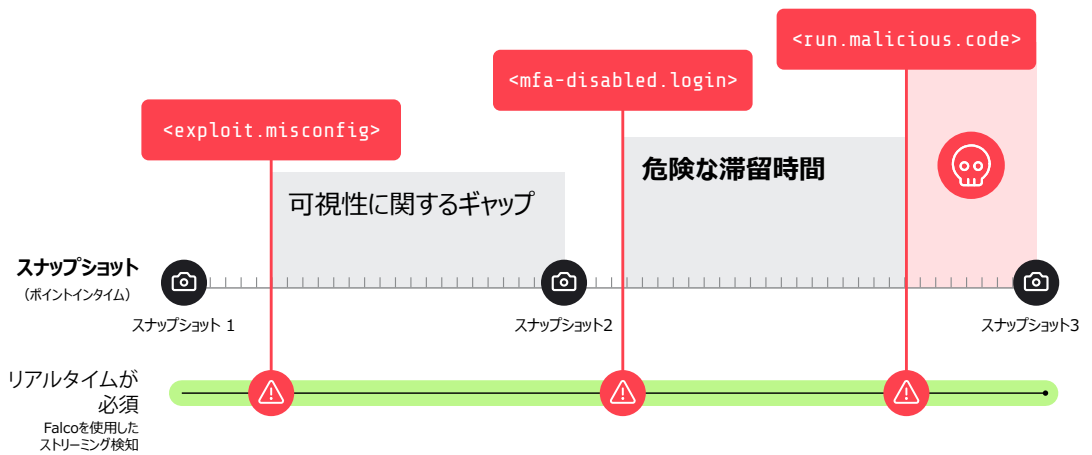 <run.malicious.code>
<mfa-disabled.login>
<exploit.misconfig>
危険な滞留時間
可視性に関するギャップ
スナップショット
（ポイントインタイム）
スナップショット 1
スナップショット2
スナップショット3
リアルタイムが
必須
Falcoを使用した
ストリーミング検知